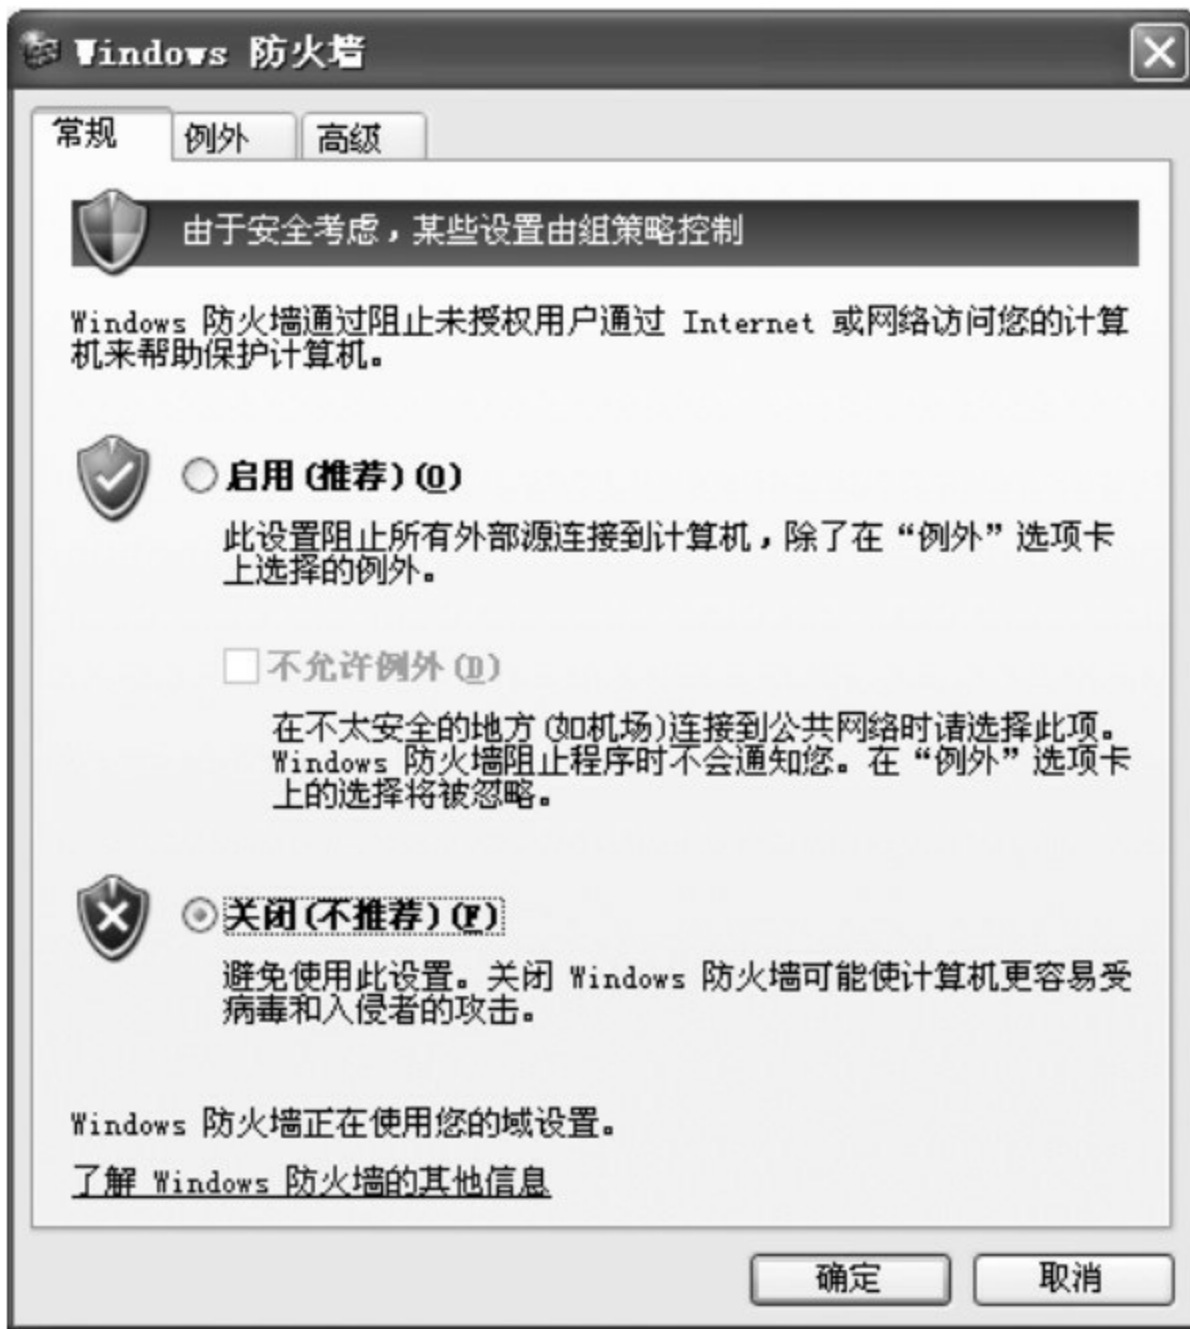 Windows 防火墙
常规 例外 高级
由于安全考虑，某些设置由组策略控制
Windows 防火墙通过阻止未授权用户通过 Internet 或网络访问您的计算
机来帮助保护计算机。
启用(推荐)(O)
此设置阻止所有外部源连接到计算机，除了在“例外”选项卡
上选择的例外。
不允许例外(D)
在不太安全的地方(如机场)连接到公共网络时请选择此项。
Windows 防火墙阻止程序时不会通知您。在“例外”选项卡
上的选择将被忽略。
关闭(不推荐)(F)
避免使用此设置。关闭 Windows 防火墙可能使计算机更容易受
病毒和入侵者的攻击。
Windows 防火墙正在使用您的域设置。
了解 Windows 防火墙的其他信息
确定 取消